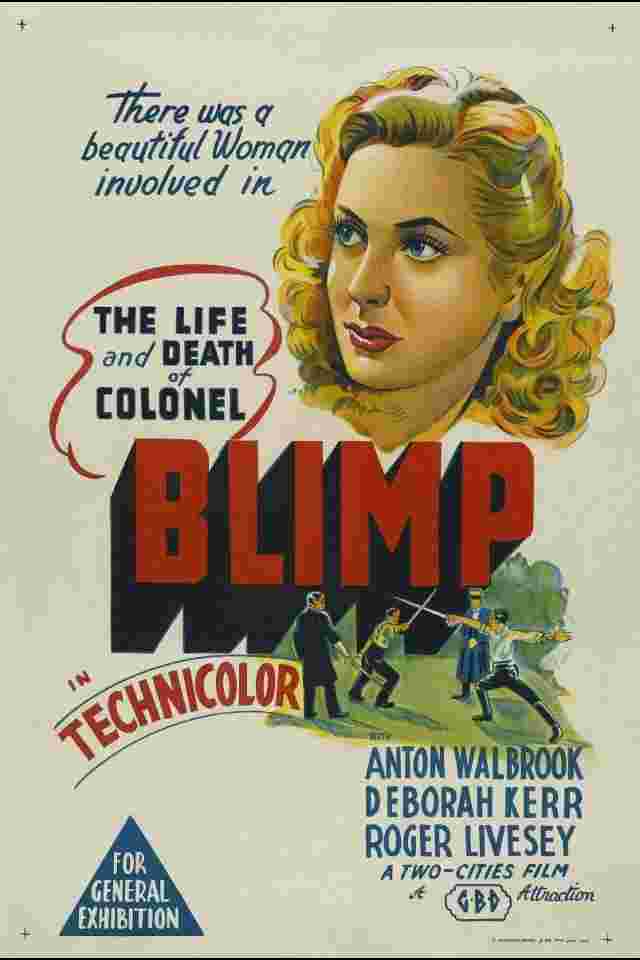 There was a
beautiful Woman
involved in
THE LIFE
and DEATH
of
COLONEL
BLIMP
IN
TECHNICOLOR
WITH
ANTON WALBROOK
DEBORAH KERR
ROGER LIVESEY
A TWO-CITIES FILM
A G·B·D Attraction
FOR
GENERAL
EXHIBITION